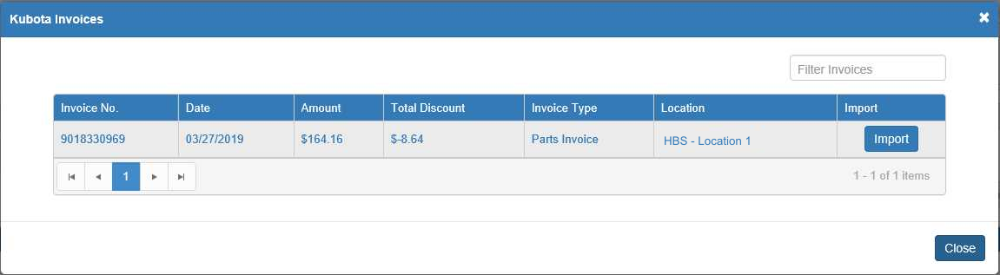 Kubota Invoices
Filter Invoices
Invoice No. Date Amount Total Discount Invoice Type Location Import
9018330969 03/27/2019 $164.16 $-8.64 Parts Invoice HBS - Location 1 Import
1 1 - 1 of 1 items
Close